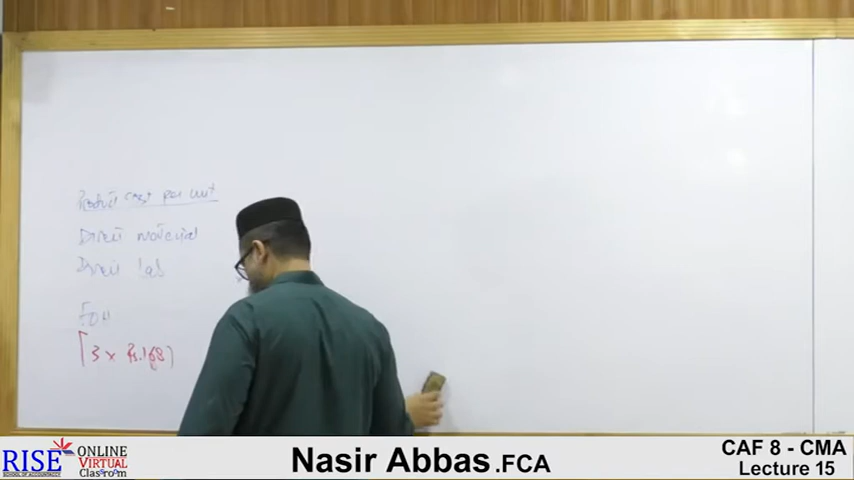 Product cost per unit
Direct material
Direct lab
FOH
[3 x Rs.168]
RISE
SCHOOL OF ACCOUNTANCY
ONLINE
VIRTUAL
Classroom
Nasir Abbas.FCA
CAF 8 - CMA
Lecture 15